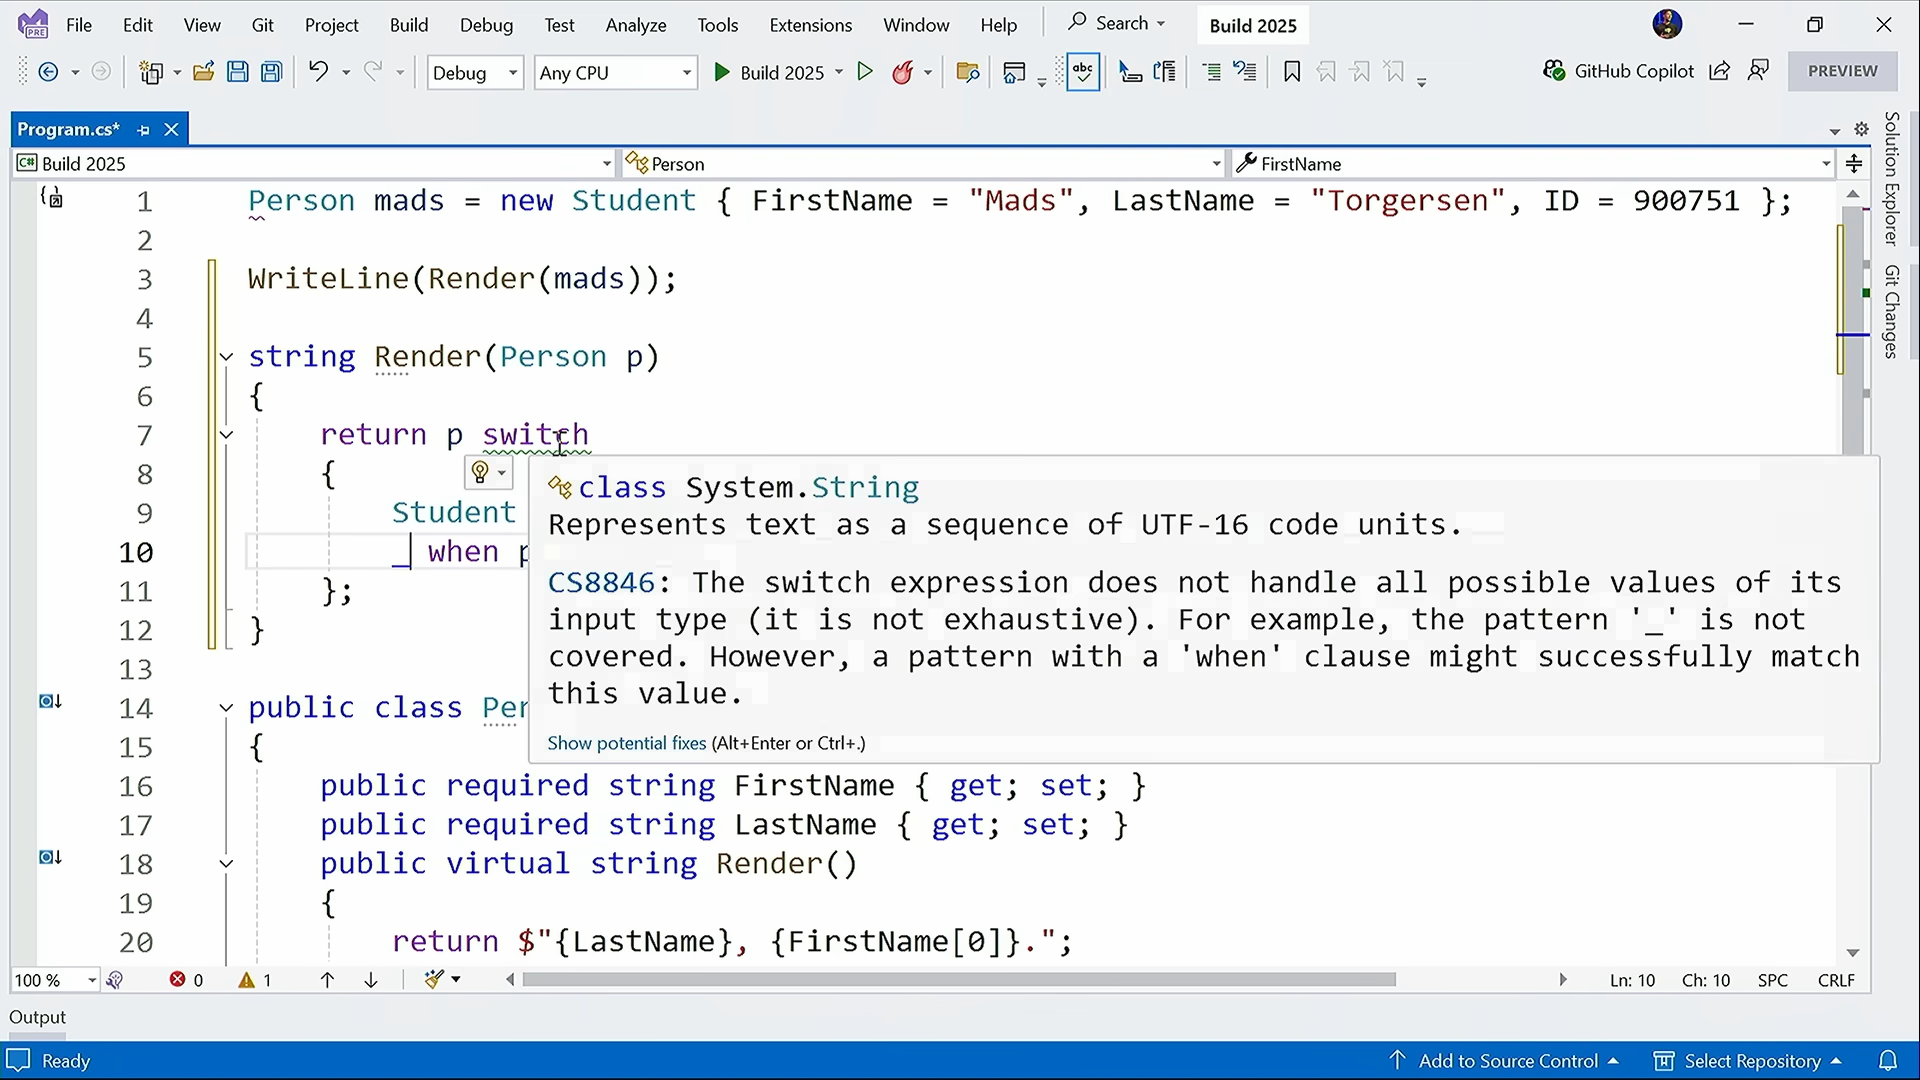 PRE File Edit View Git Project Build Debug Test Analyze Tools Extensions Window Help Search Build 2025
Debug Any CPU Build 2025 abc GitHub Copilot PREVIEW
Program.cs*
C# Build 2025 Person FirstName
1 Person mads = new Student { FirstName = "Mads", LastName = "Torgersen", ID = 900751 };
2
3 WriteLine(Render(mads));
4
5 string Render(Person p)
6 {
7 return p switch
8 {
9 Student
10 _ when p
11 };
12 }
13
14 public class Per
15 {
16 public required string FirstName { get; set; }
17 public required string LastName { get; set; }
18 public virtual string Render()
19 {
20 return $"{LastName}, {FirstName[0]}.";
class System.String
Represents text as a sequence of UTF-16 code units.
CS8846: The switch expression does not handle all possible values of its
input type (it is not exhaustive). For example, the pattern '_' is not
covered. However, a pattern with a 'when' clause might successfully match
this value.
Show potential fixes (Alt+Enter or Ctrl+.)
Solution Explorer
Git Changes
100 % 0 1 Ln: 10 Ch: 10 SPC CRLF
Output
Ready Add to Source Control Select Repository